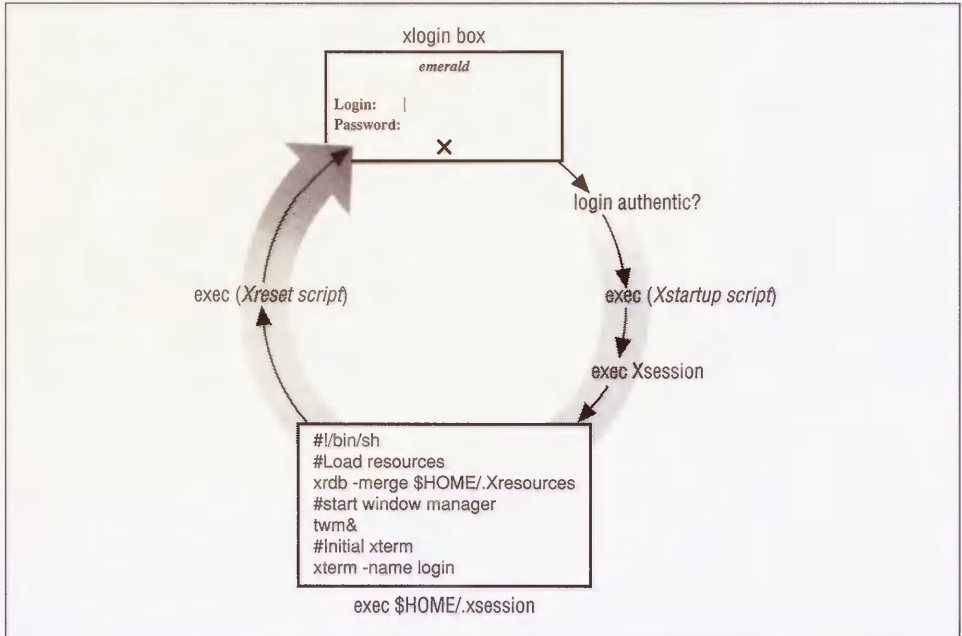 xlogin box
emerald
Login:
Password:
X
login authentic?
exec (Xstartup script)
exec Xsession
exec (Xreset script)
#!/bin/sh
#Load resources
xrdb -merge $HOME/.Xresources
#start window manager
twm&
#Initial xterm
xterm -name login
exec $HOME/.xsession